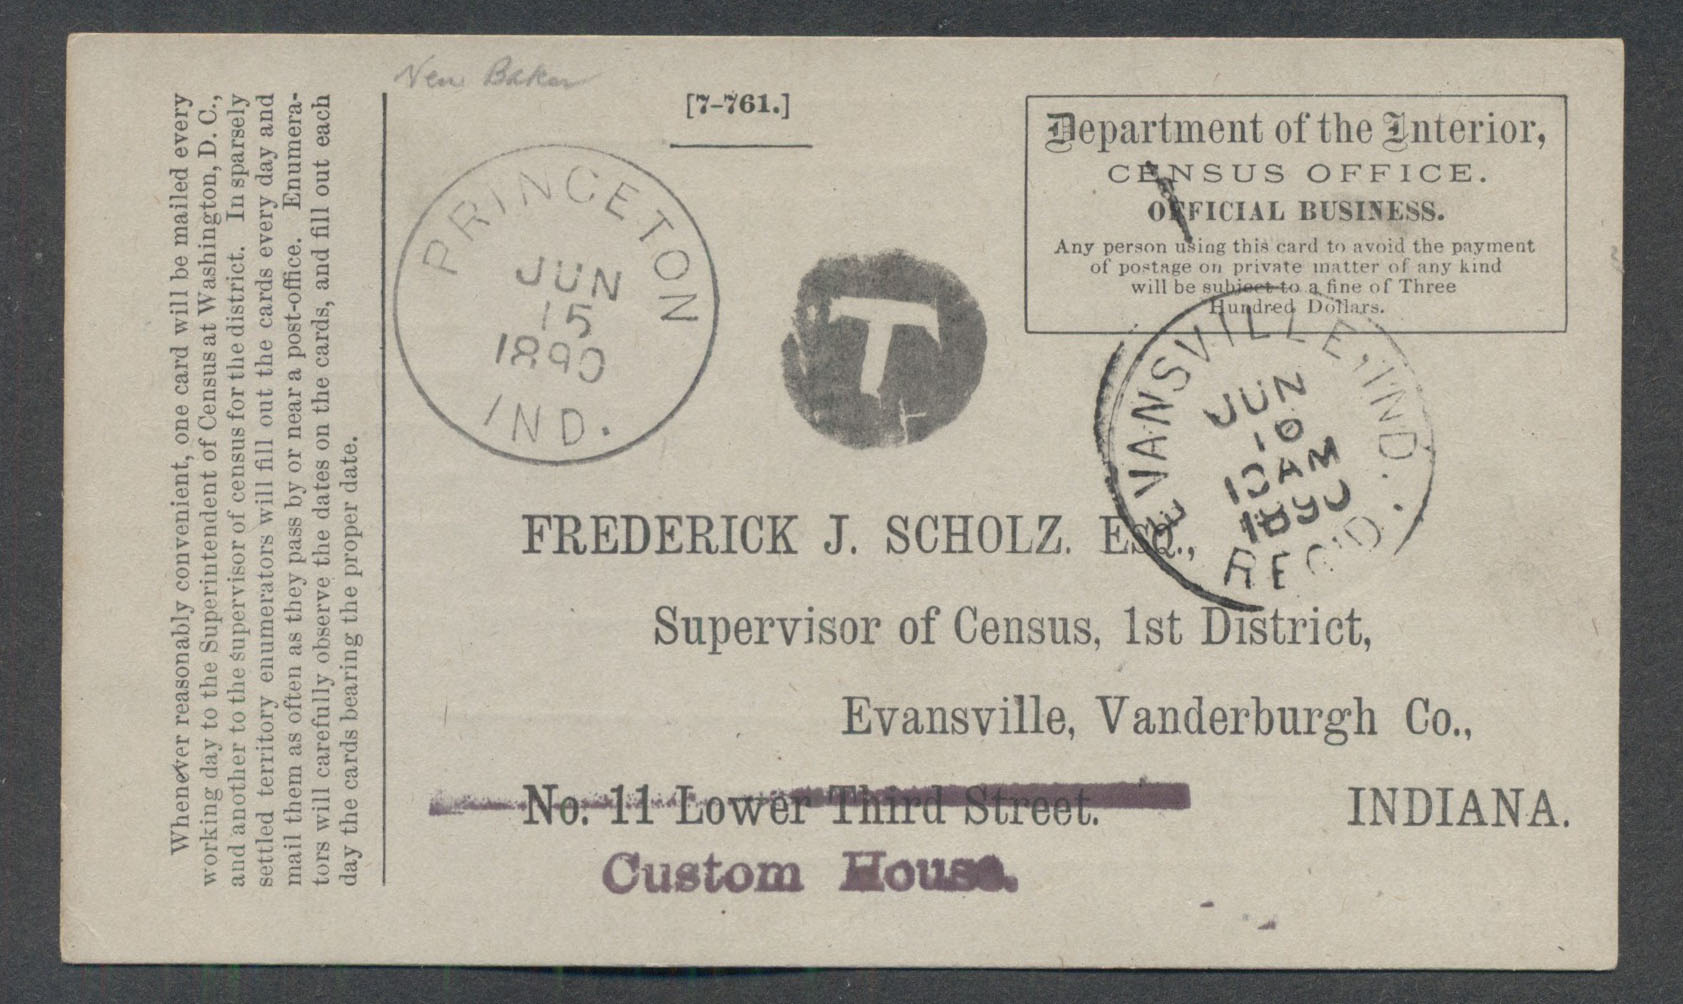 New Baker
[7-761.]
Department of the Interior,
CENSUS OFFICE.
OFFICIAL BUSINESS.
Any person using this card to avoid the payment
of postage on private matter of any kind
will be subject to a fine of Three
Hundred Dollars.
Whenever reasonably convenient, one card will be mailed every
working day to the Superintendent of Census at Washington, D. C.,
and another to the supervisor of census for the district. In sparsely
settled territory enumerators will fill out the cards every day and
mail them as often as they pass by or near a post-office. Enumera-
tors will carefully observe the dates on the cards, and fill out each
day the cards bearing the proper date.
PRINCETON
JUN
15
1890
IND.
T
EVANSVILLE, IND.
JUN
16
10 AM
1890
REC'D
FREDERICK J. SCHOLZ. ESQ.,
Supervisor of Census, 1st District,
Evansville, Vanderburgh Co.,
No. 11 Lower Third Street. INDIANA.
Custom House.